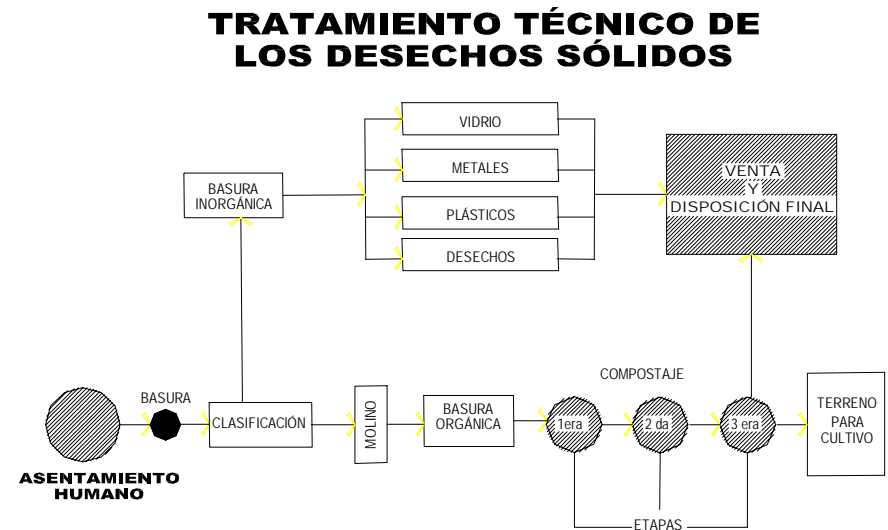 TRATAMIENTO TÉCNICO DE
LOS DESECHOS SÓLIDOS
VIDRIO
METALES
PLÁSTICOS
DESECHOS
BASURA
INORGÁNICA
VENTA
Y
DISPOSICIÓN FINAL
BASURA
CLASIFICACIÓN
MOLINO
BASURA
ORGÁNICA
COMPOSTAJE
1era
2 da
3 era
TERRENO
PARA
CULTIVO
ASENTAMIENTO
HUMANO
ETAPAS